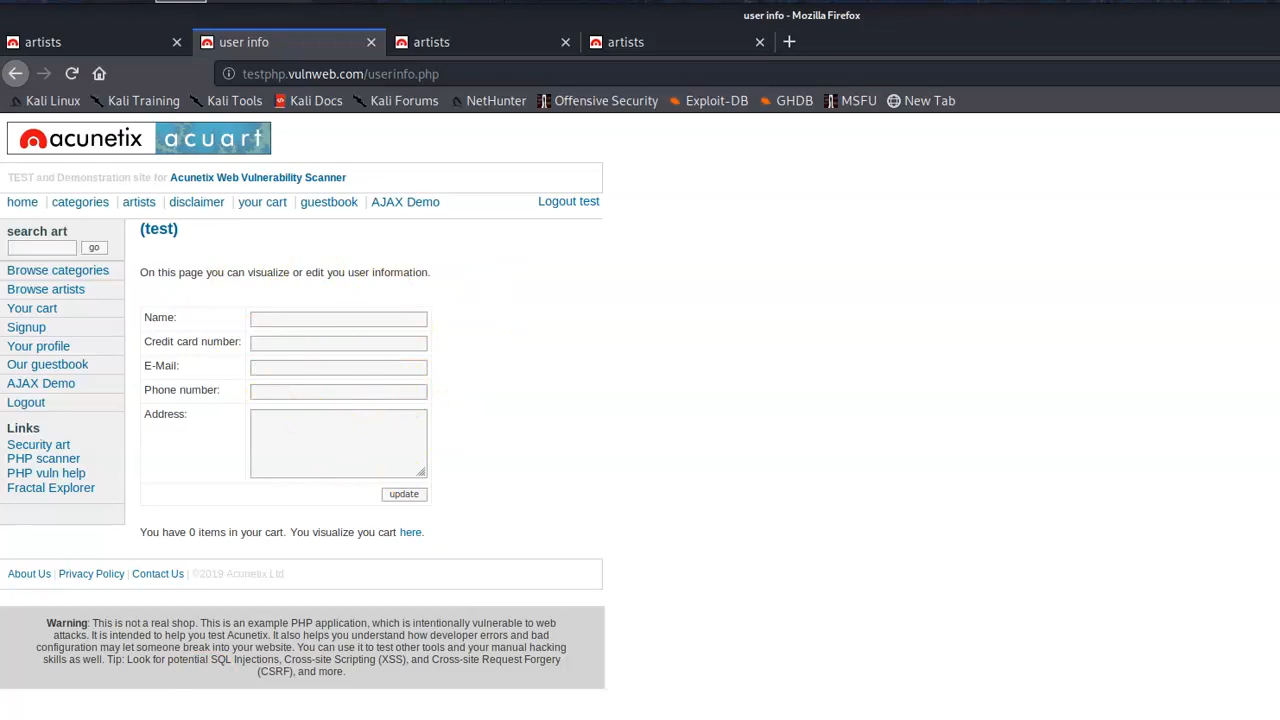 user info - Mozilla Firefox
artists
user info
artists
artists
testphp.vulnweb.com/userinfo.php
Kali Linux Kali Training Kali Tools Kali Docs Kali Forums NetHunter Offensive Security Exploit-DB GHDB MSFU New Tab
acunetix acuart
TEST and Demonstration site for Acunetix Web Vulnerability Scanner
home | categories | artists | disclaimer | your cart | guestbook | AJAX Demo
Logout test
search art
go
Browse categories
Browse artists
Your cart
Signup
Your profile
Our guestbook
AJAX Demo
Logout
Links
Security art
PHP scanner
PHP vuln help
Fractal Explorer
(test)
On this page you can visualize or edit you user information.
Name:
Credit card number:
E-Mail:
Phone number:
Address:
update
You have 0 items in your cart. You visualize you cart here.
About Us | Privacy Policy | Contact Us | ©2019 Acunetix Ltd
Warning: This is not a real shop. This is an example PHP application, which is intentionally vulnerable to web
attacks. It is intended to help you test Acunetix. It also helps you understand how developer errors and bad
configuration may let someone break into your website. You can use it to test other tools and your manual hacking
skills as well. Tip: Look for potential SQL Injections, Cross-site Scripting (XSS), and Cross-site Request Forgery
(CSRF), and more.